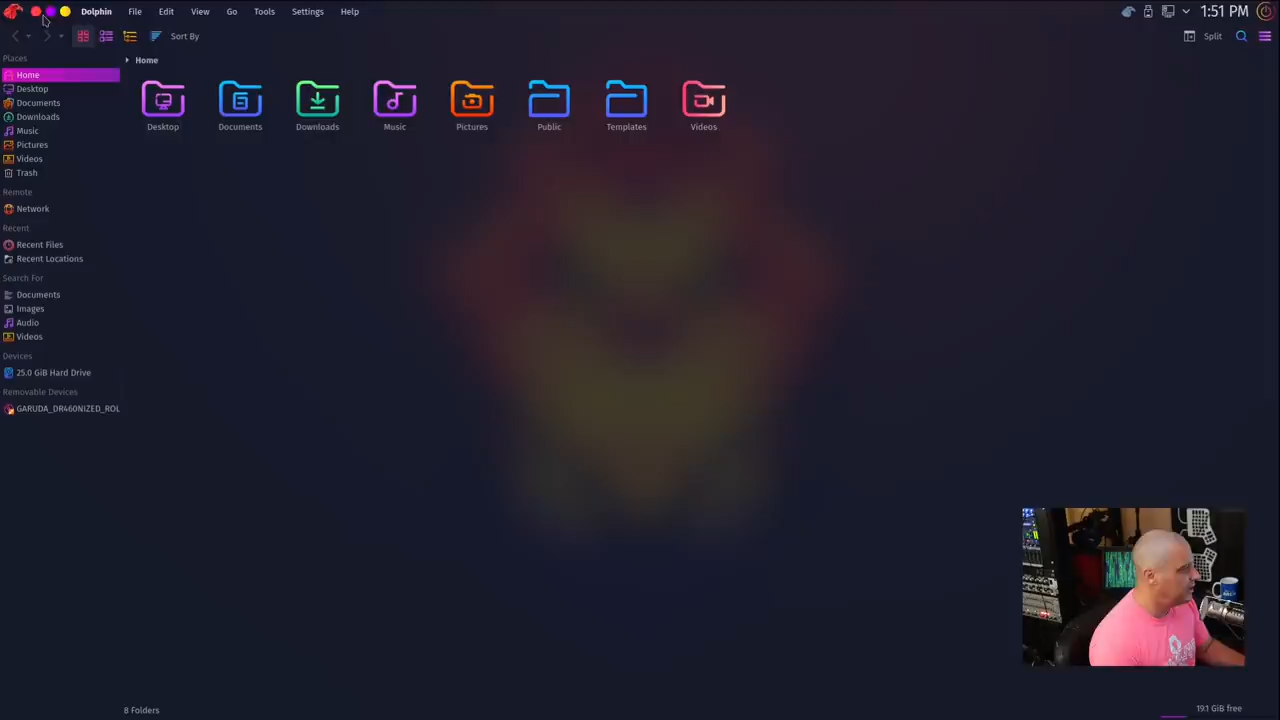 Dolphin File Edit View Go Tools Settings Help 1:51 PM
Sort By Split
Places
Home
Home
Desktop
Documents
Downloads
Music
Pictures
Videos
Trash
Desktop Documents Downloads Music Pictures Public Templates Videos
Remote
Network
Recent
Recent Files
Recent Locations
Search For
Documents
Images
Audio
Videos
Devices
25.0 GiB Hard Drive
Removable Devices
GARUDA_DR460NIZED_ROL
8 Folders 19.1 GiB free